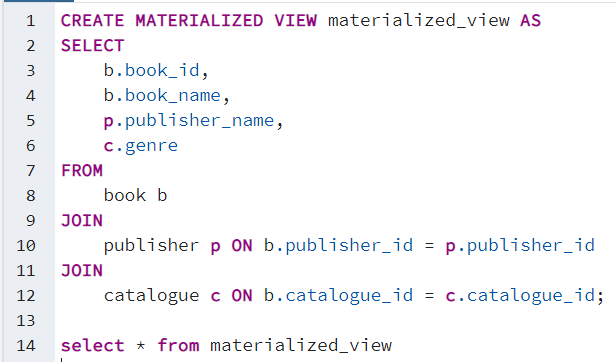 1 CREATE MATERIALIZED VIEW materialized_view AS
2 SELECT
3     b.book_id,
4     b.book_name,
5     p.publisher_name,
6     c.genre
7 FROM
8     book b
9 JOIN
10     publisher p ON b.publisher_id = p.publisher_id
11 JOIN
12     catalogue c ON b.catalogue_id = c.catalogue_id;
13
14 select * from materialized_view